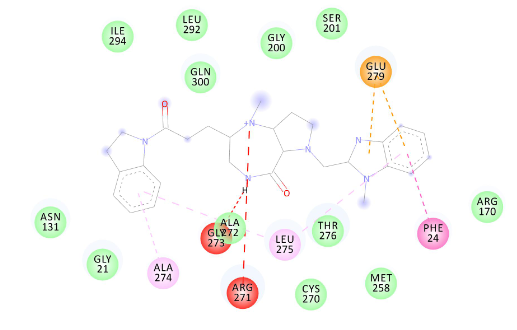 SER
201
LEU
292
ILE
294
GLY
200
GLU
279
GLN
300
O
N
+N
N
N
N
N
H
O
ARG
170
ASN
131
ALA
272
GLY
273
THR
276
PHE
24
LEU
275
GLY
21
ALA
274
MET
258
ARG
271
CYS
270